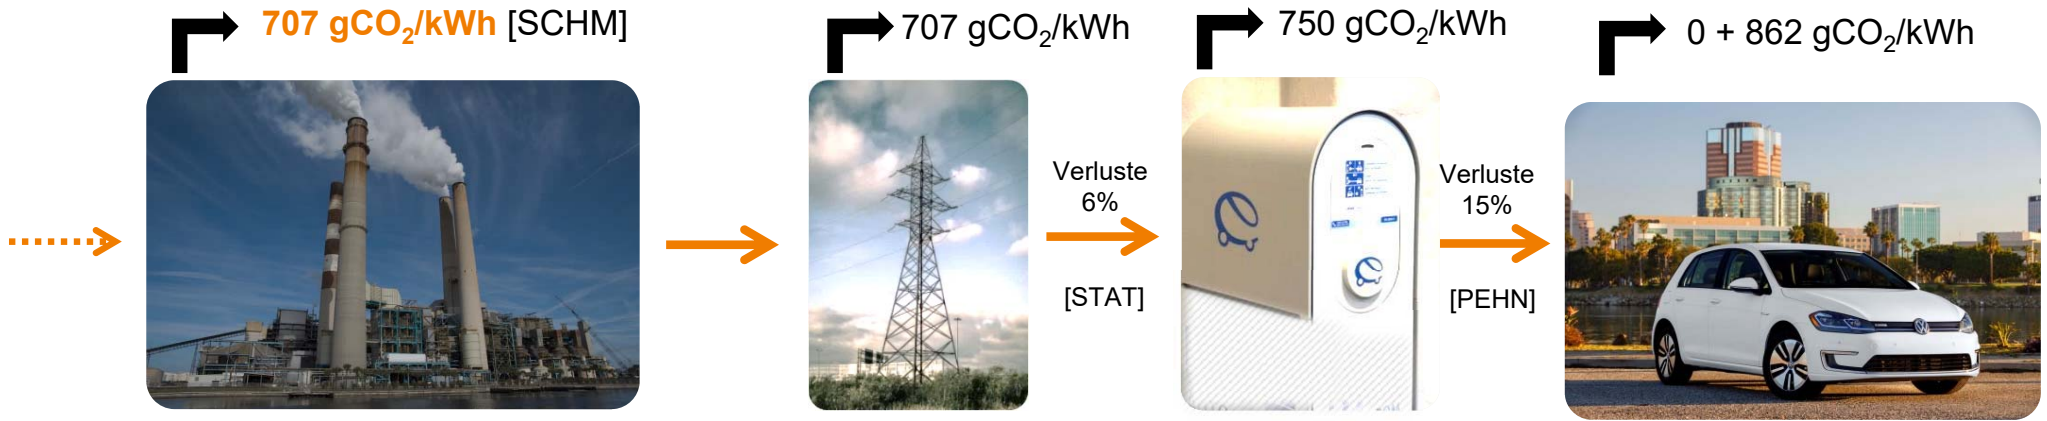 707 gCO₂/kWh [SCHM]
707 gCO₂/kWh
750 gCO₂/kWh
0 + 862 gCO₂/kWh
Verluste
6%
[STAT]
Verluste
15%
[PEHN]